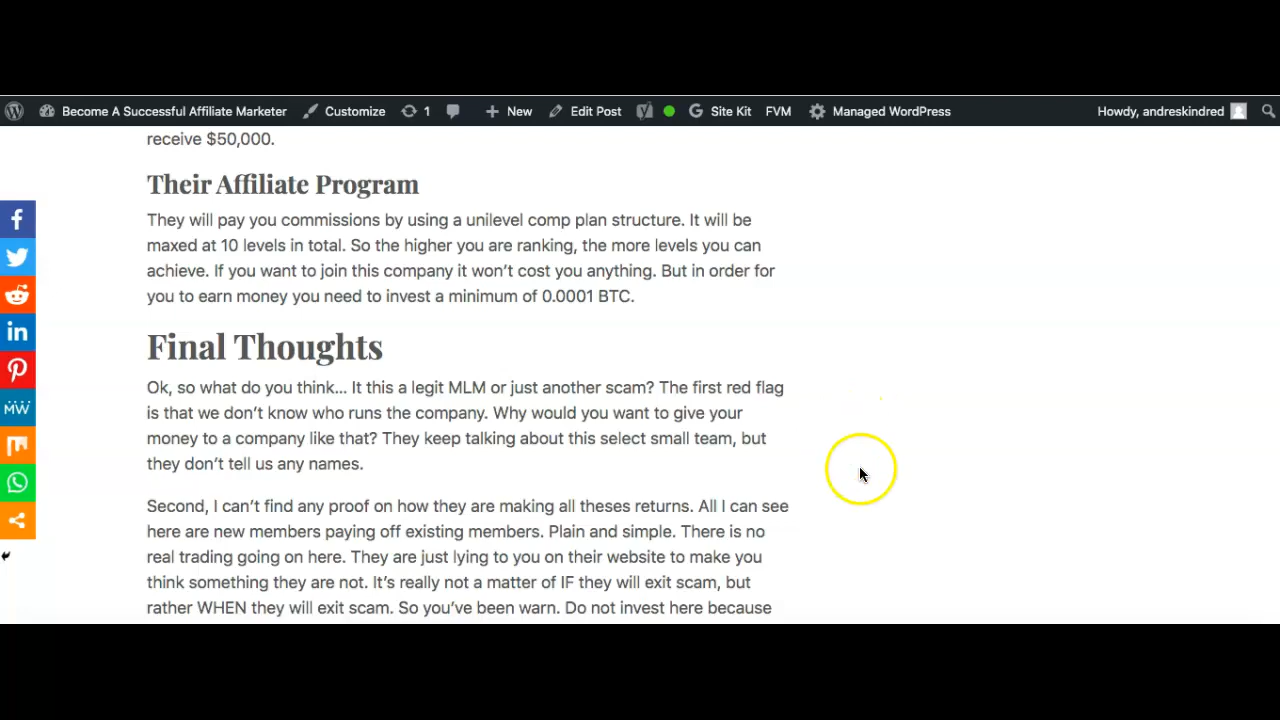 Become A Successful Affiliate Marketer Customize 1 New Edit Post Site Kit FVM Managed WordPress Howdy, andreskindred
receive $50,000.
Their Affiliate Program
They will pay you commissions by using a unilevel comp plan structure. It will be
maxed at 10 levels in total. So the higher you are ranking, the more levels you can
achieve. If you want to join this company it won’t cost you anything. But in order for
you to earn money you need to invest a minimum of 0.0001 BTC.
Final Thoughts
Ok, so what do you think... It this a legit MLM or just another scam? The first red flag
is that we don’t know who runs the company. Why would you want to give your
money to a company like that? They keep talking about this select small team, but
they don’t tell us any names.
Second, I can’t find any proof on how they are making all theses returns. All I can see
here are new members paying off existing members. Plain and simple. There is no
real trading going on here. They are just lying to you on their website to make you
think something they are not. It’s really not a matter of IF they will exit scam, but
rather WHEN they will exit scam. So you’ve been warn. Do not invest here because
MW